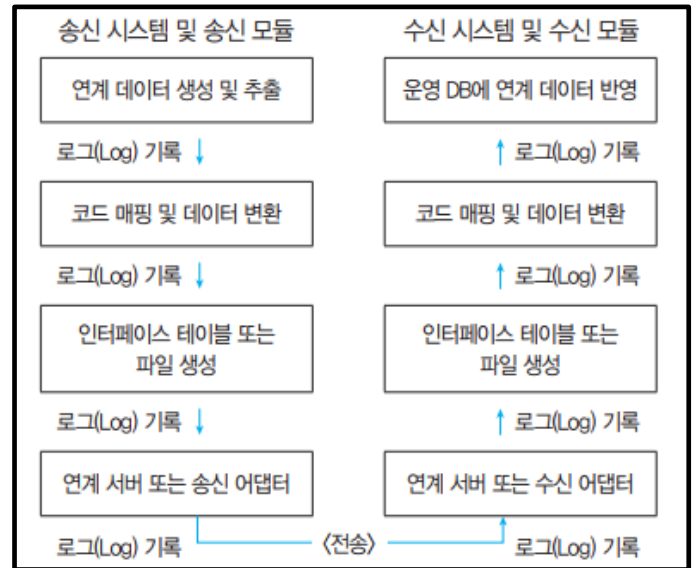 송신 시스템 및 송신 모듈
연계 데이터 생성 및 추출
로그(Log) 기록
코드 매핑 및 데이터 변환
로그(Log) 기록
인터페이스 테이블 또는
파일 생성
로그(Log) 기록
연계 서버 또는 송신 어댑터
로그(Log) 기록
〈전송〉
수신 시스템 및 수신 모듈
운영 DB에 연계 데이터 반영
로그(Log) 기록
코드 매핑 및 데이터 변환
로그(Log) 기록
인터페이스 테이블 또는
파일 생성
로그(Log) 기록
연계 서버 또는 수신 어댑터
로그(Log) 기록